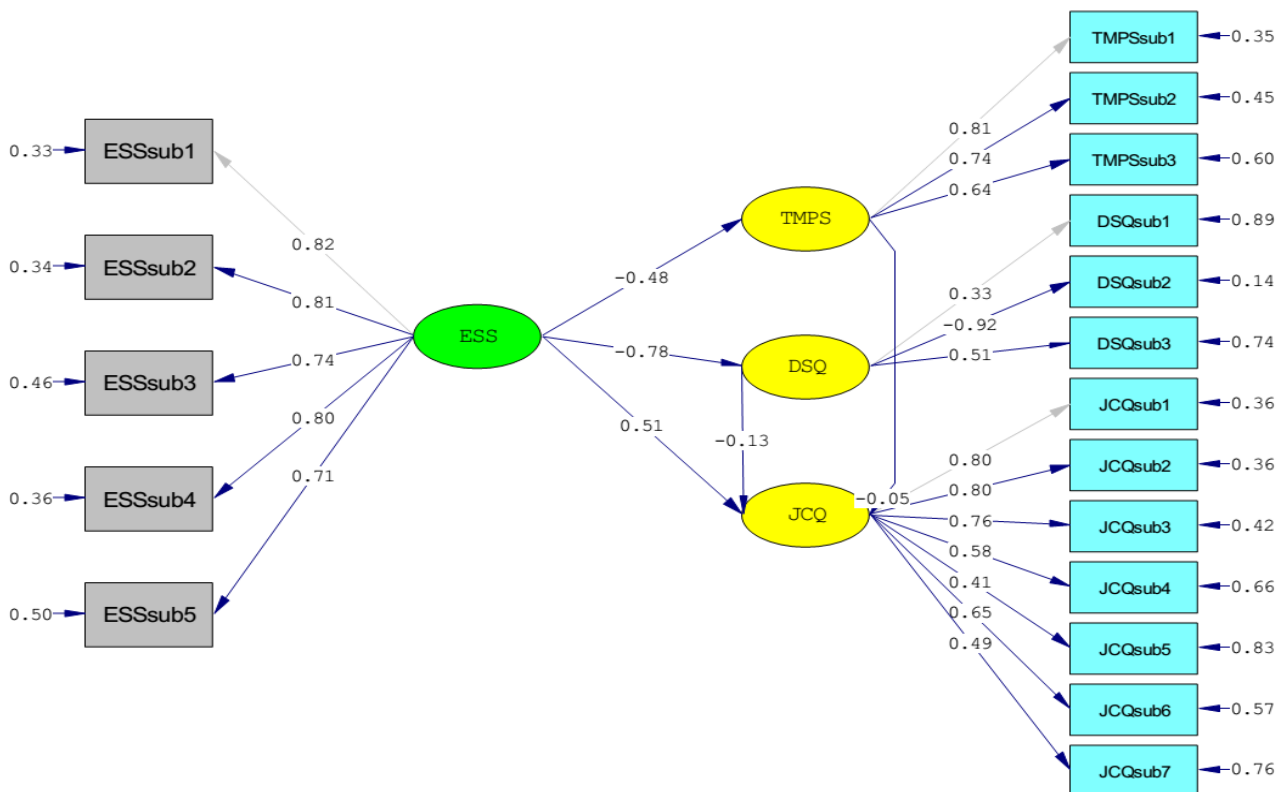 TMPSsub1
0.35
TMPSsub2
0.45
TMPSsub3
0.60
DSQsub1
0.89
DSQsub2
0.14
DSQsub3
0.74
JCQsub1
0.36
JCQsub2
0.36
JCQsub3
0.42
JCQsub4
0.66
JCQsub5
0.83
JCQsub6
0.57
JCQsub7
0.76
0.81
0.74
0.64
0.33
-0.92
0.51
0.80
0.80
0.76
0.58
0.41
0.65
0.49
-0.05
TMPS
DSQ
JCQ
-0.48
-0.78
0.51
-0.13
ESS
0.82
0.81
0.74
0.80
0.71
0.33
ESSsub1
0.34
ESSsub2
0.46
ESSsub3
0.36
ESSsub4
0.50
ESSsub5